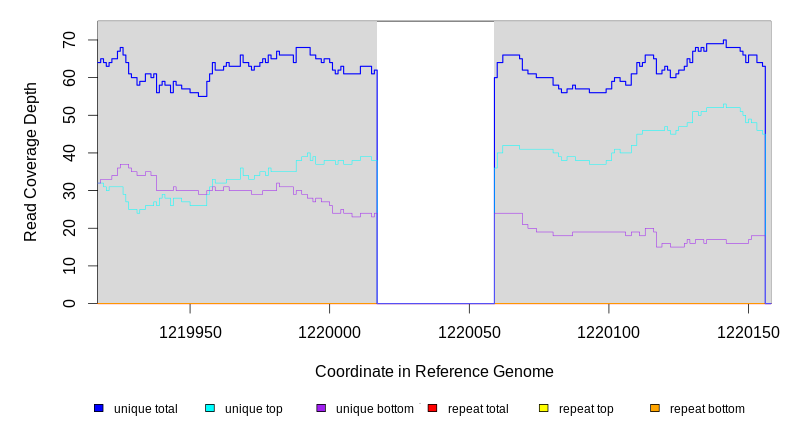 70
60
50
40
30
20
10
0
Read Coverage Depth
1219950 1220000 1220050 1220100 1220150
Coordinate in Reference Genome
unique total unique top unique bottom repeat total repeat top repeat bottom